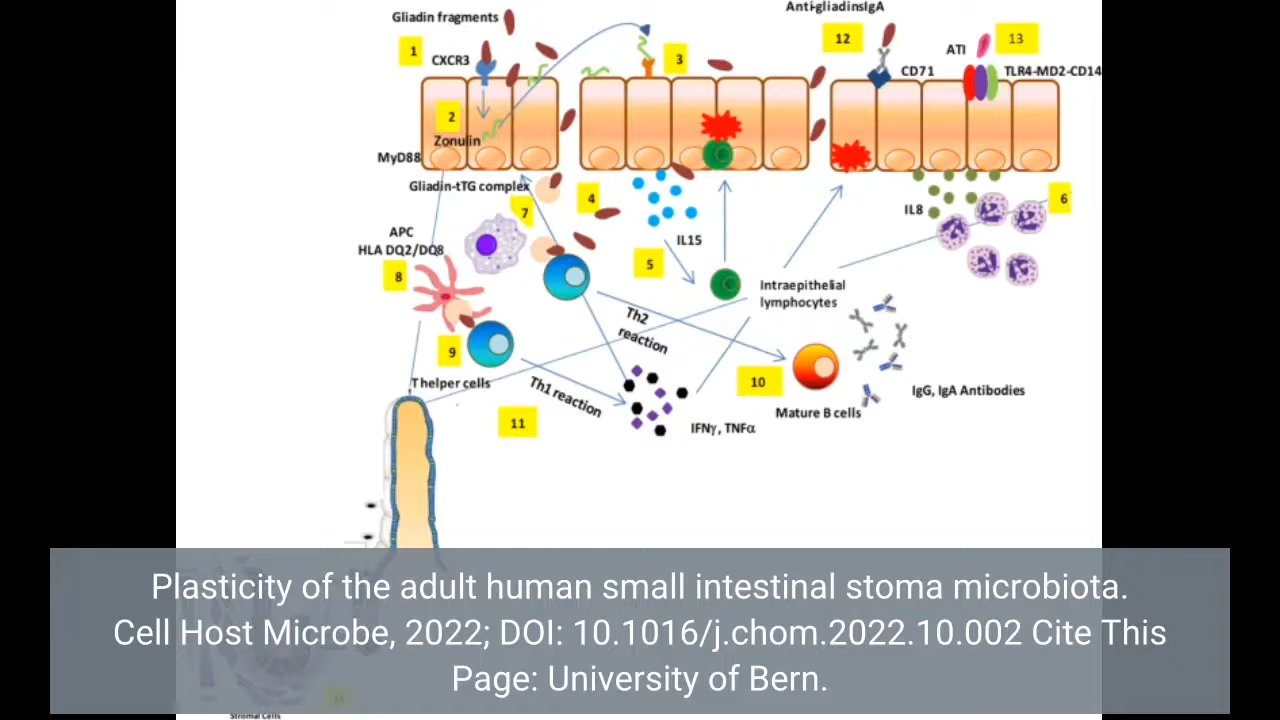 Gliadin fragments
Anti-gliadinsIgA
1
CXCR3
3
12
ATI
13
CD71
TLR4-MD2-CD14
2
Zonulin
MyD88
Gliadin-tTG complex
4
7
IL8
6
APC
HLA DQ2/DQ8
IL15
8
5
Intraepithelial
lymphocytes
Th2
reaction
9
T helper cells
Th1 reaction
10
IgG, IgA Antibodies
Mature B cells
11
IFNγ, TNFα
Plasticity of the adult human small intestinal stoma microbiota.
Cell Host Microbe, 2022; DOI: 10.1016/j.chom.2022.10.002 Cite This
Page: University of Bern.
14
Stromal Cells